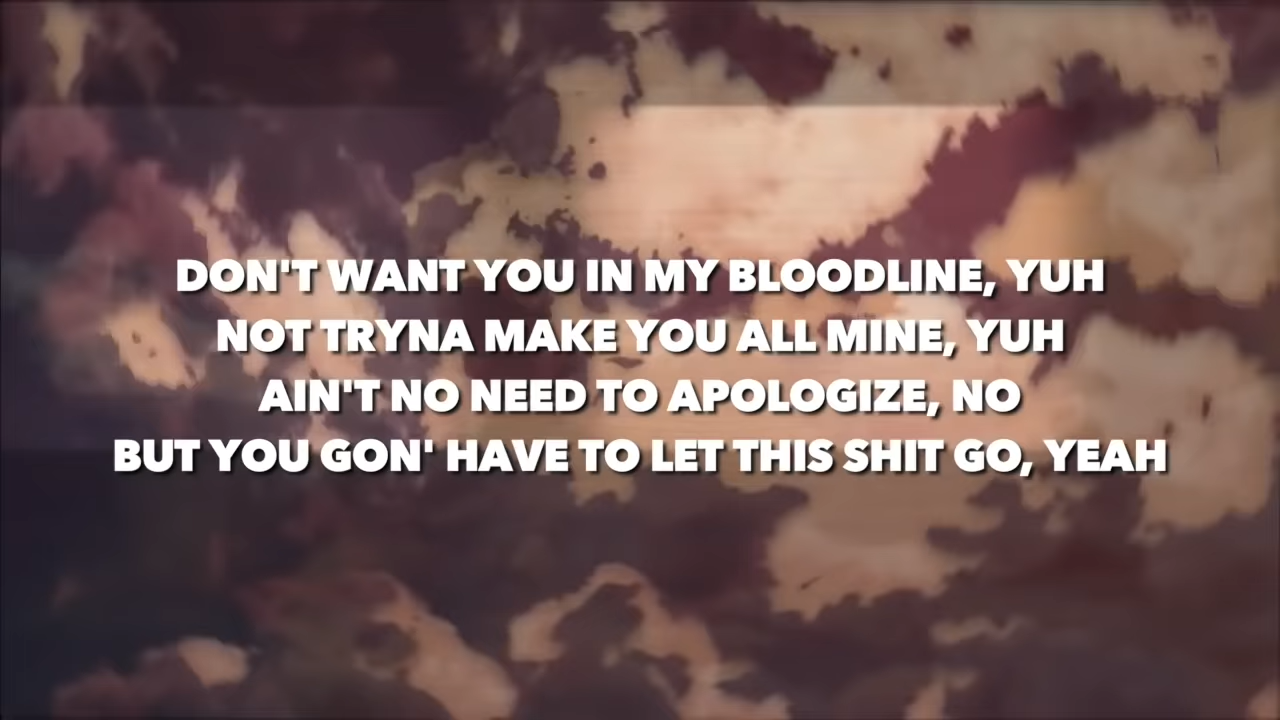 DON'T WANT YOU IN MY BLOODLINE, YUH
NOT TRYNA MAKE YOU ALL MINE, YUH
AIN'T NO NEED TO APOLOGIZE, NO
BUT YOU GON' HAVE TO LET THIS SHIT GO, YEAH